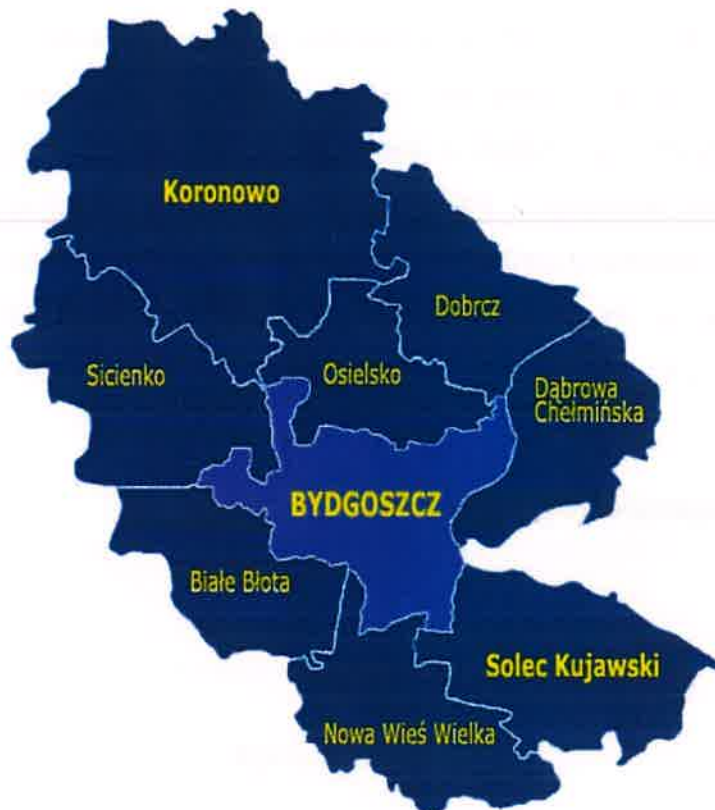 Koronowo
Dobrcz
Sicienko
Osielsko
Dąbrowa
Chełmińska
BYDGOSZCZ
Białe Błota
Solec Kujawski
Nowa Wieś Wielka